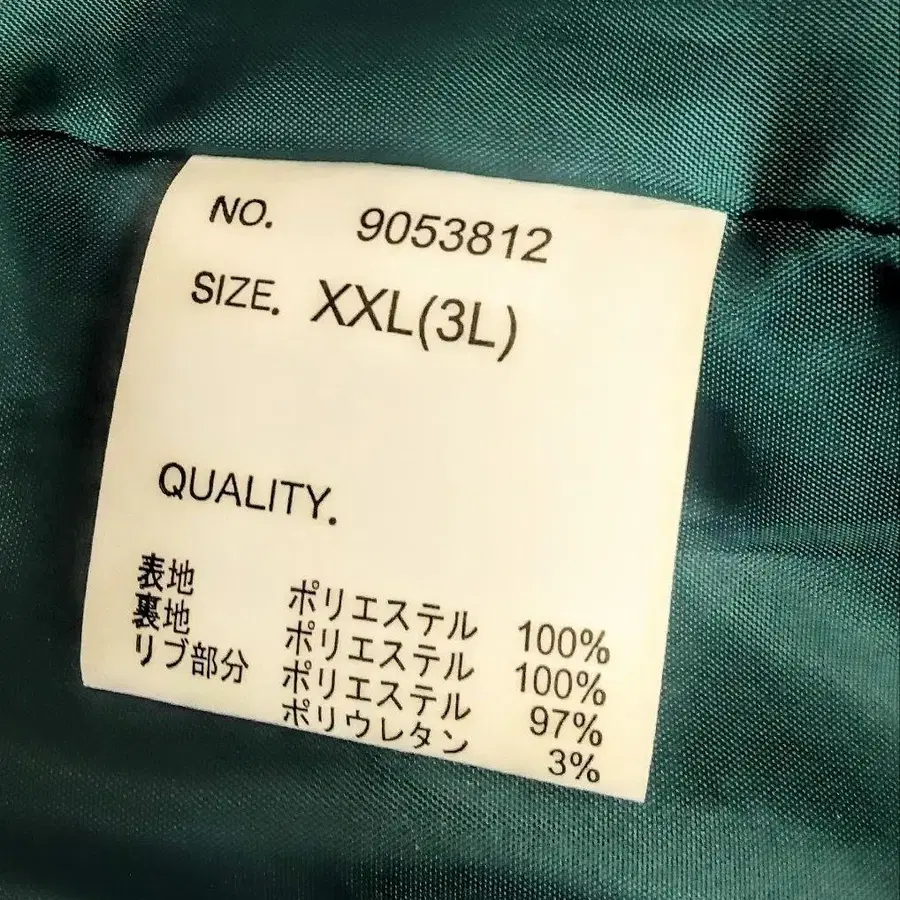 NO. 9053812
SIZE. XXL(3L)
QUALITY.
表地 ポリエステル 100%
裏地 ポリエステル 100%
リブ部分 ポリエステル 97%
ポリウレタン 3%